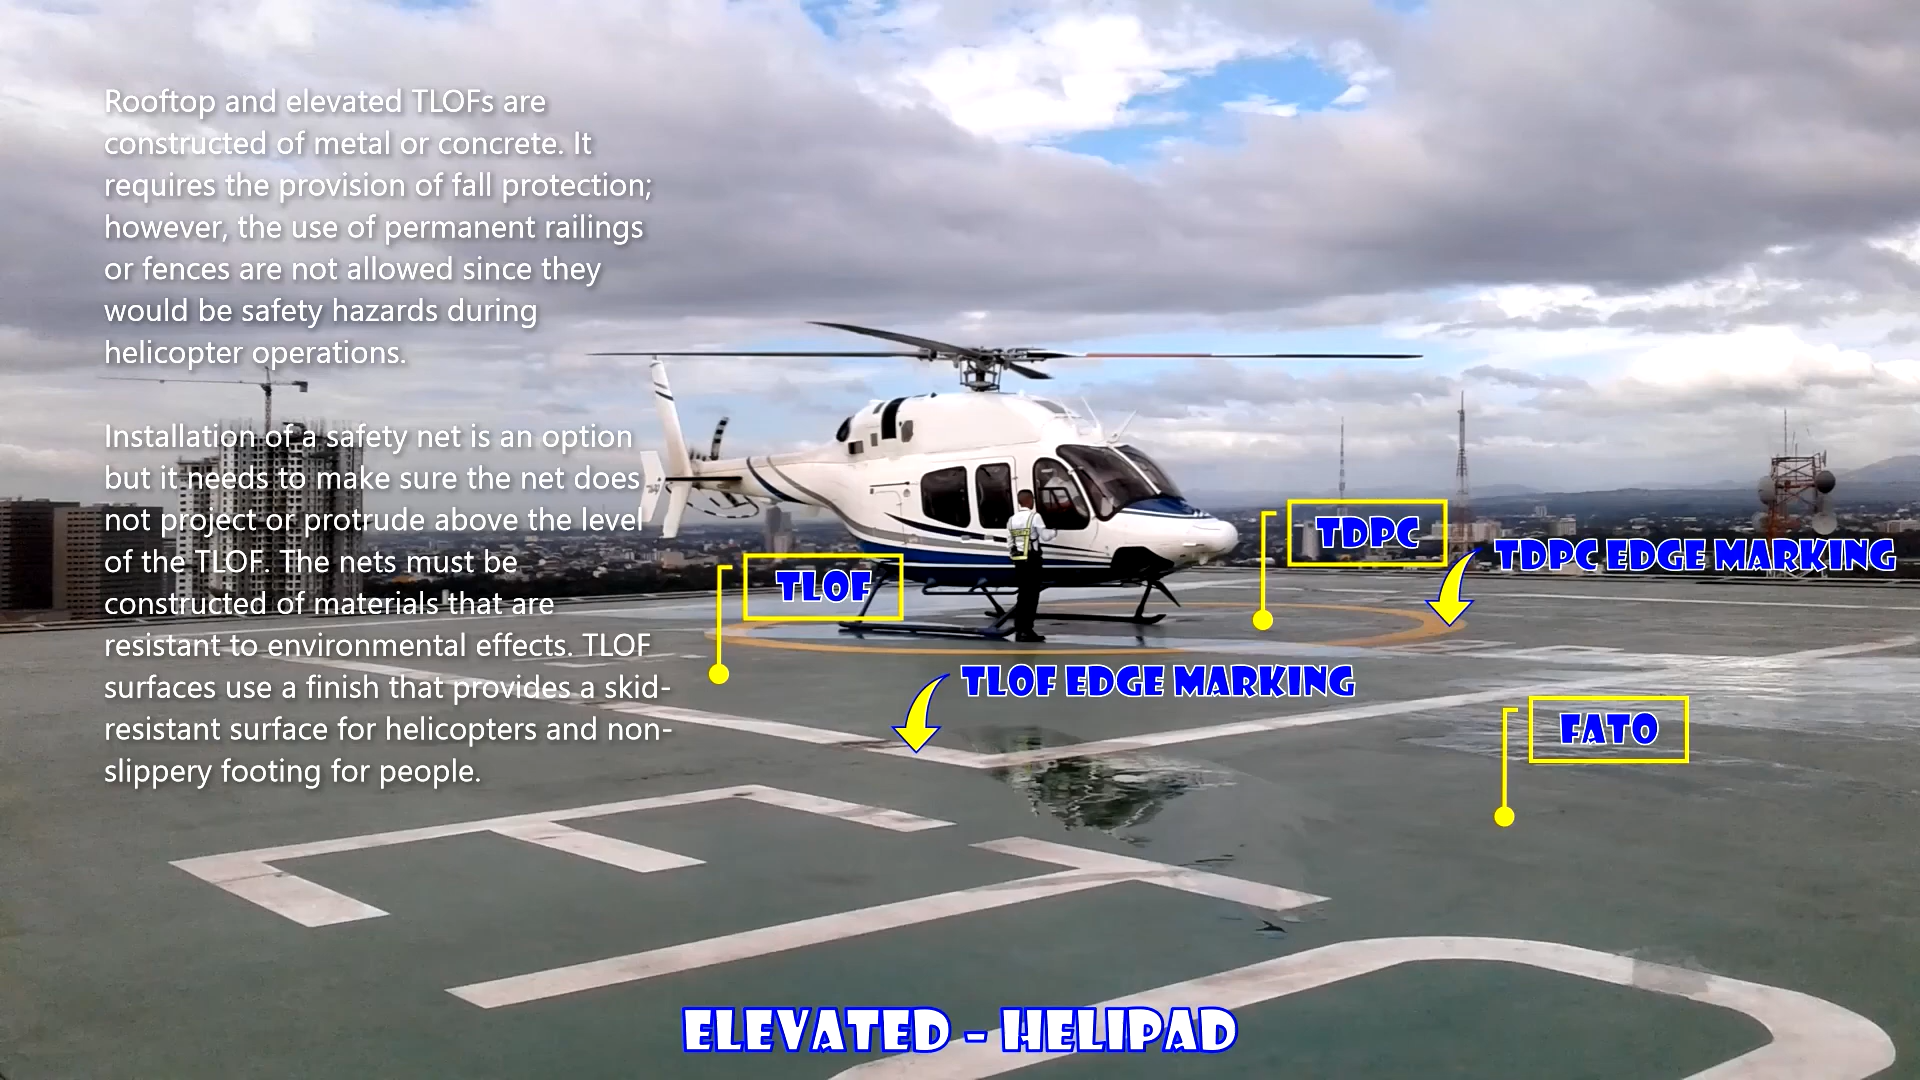 Rooftop and elevated TLOFs are
constructed of metal or concrete. It
requires the provision of fall protection;
however, the use of permanent railings
or fences are not allowed since they
would be safety hazards during
helicopter operations.
Installation of a safety net is an option
but it needs to make sure the net does
not project or protrude above the level
of the TLOF. The nets must be
constructed of materials that are
resistant to environmental effects. TLOF
surfaces use a finish that provides a skid-
resistant surface for helicopters and non-
slippery footing for people.
TDPC
TDPC EDGE MARKING
TLOF
TLOF EDGE MARKING
FATO
ELEVATED - HELIPAD